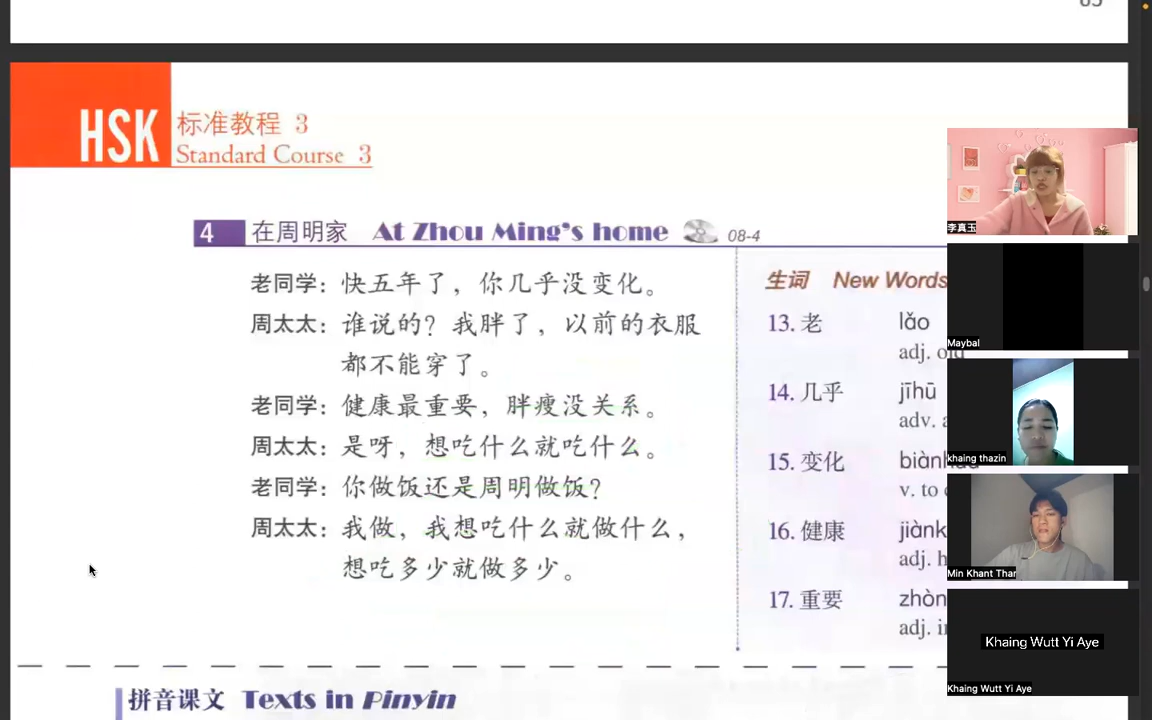 HSK 标准教程 3
Standard Course 3
4 在周明家 At Zhou Ming's home 08-4
老同学：快五年了，你几乎没变化。
周太太：谁说的？我胖了，以前的衣服
都不能穿了。
老同学：健康最重要，胖瘦没关系。
周太太：是呀，想吃什么就吃什么。
老同学：你做饭还是周明做饭？
周太太：我做，我想吃什么就做什么，
想吃多少就做多少。
生词 New Words
13. 老 lǎo
adj. old
14. 几乎 jīhū
adv.
15. 变化
v. to
16. 健康
adj.
17. 重要
adj.
拼音课文 Texts in Pinyin
李真玉
Maybal
khaing thazin
Min Khant Thar
Khaing Wutt Yi Aye
Khaing Wutt Yi Aye